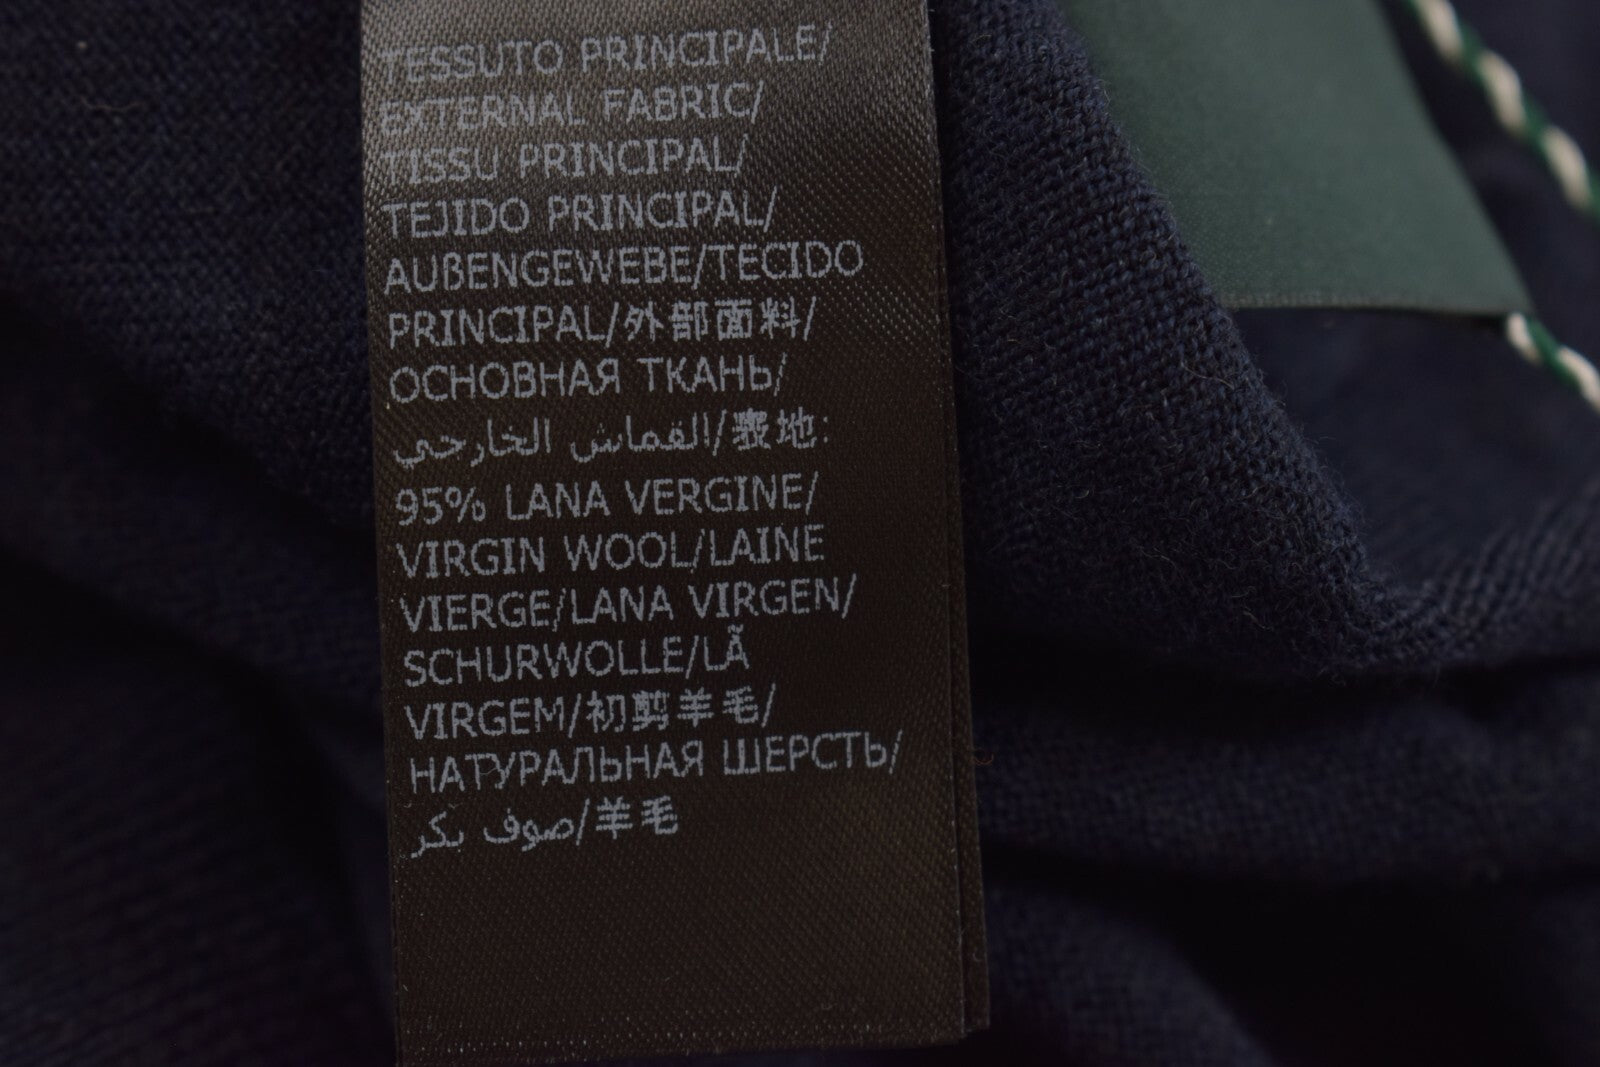 TESSUTO PRINCIPALE/
EXTERNAL FABRIC/
TISSU PRINCIPAL/
TEJIDO PRINCIPAL/
AUßENGEWEBE/TECIDO
PRINCIPAL/外部面料/
ОСНОВНАЯ ТКАНЬ/
القماش الخارجي/表地:
95% LANA VERGINE/
VIRGIN WOOL/LAINE
VIERGE/LANA VIRGEN/
SCHURWOLLE/LÃ
VIRGEM/初剪羊毛/
НАТУРАЛЬНАЯ ШЕРСТЬ/
صوف بكر/羊毛